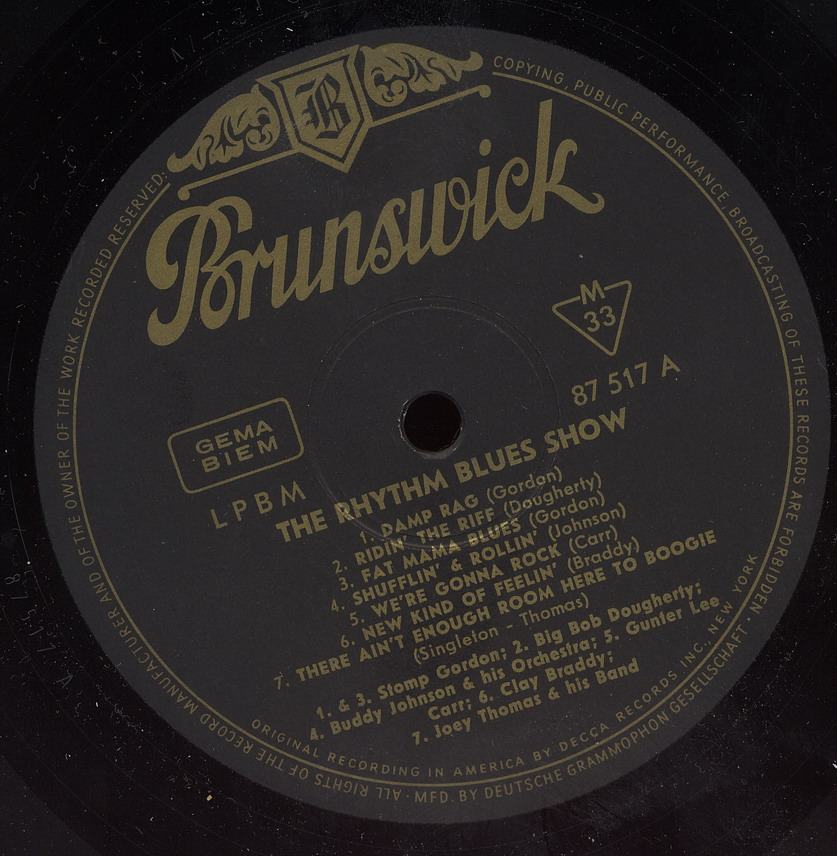 B
Brunswick
M
33
87 517 A
GEMA
BIEM
LPBM
THE RHYTHM BLUES SHOW
1. DAMP RAG (Gordon)
2. RIDIN' THE RIFF (Dougherty)
3. FAT MAMA BLUES (Gordon)
4. SHUFFLIN' & ROLLIN' (Johnson)
5. WE'RE GONNA ROCK (Carr)
6. NEW KIND OF FEELIN' (Braddy)
7. THERE AIN'T ENOUGH ROOM HERE TO BOOGIE
(Singleton - Thomas)
1. & 3. Stomp Gordon; 2. Big Bob Dougherty;
4. Buddy Johnson & his Orchestra; 5. Gunter Lee
Carr; 6. Clay Braddy;
7. Joey Thomas & his Band
ORIGINAL RECORDING IN AMERICA BY DECCA RECORDS INC., NEW YORK
MFD. BY DEUTSCHE GRAMMOPHON GESELLSCHAFT · ALL RIGHTS OF THE RECORD MANUFACTURER AND OF THE OWNER OF THE WORK RECORDED RESERVED:
COPYING, PUBLIC PERFORMANCE, BROADCASTING OF THESE RECORDS ARE FORBIDDEN ·
87517 A